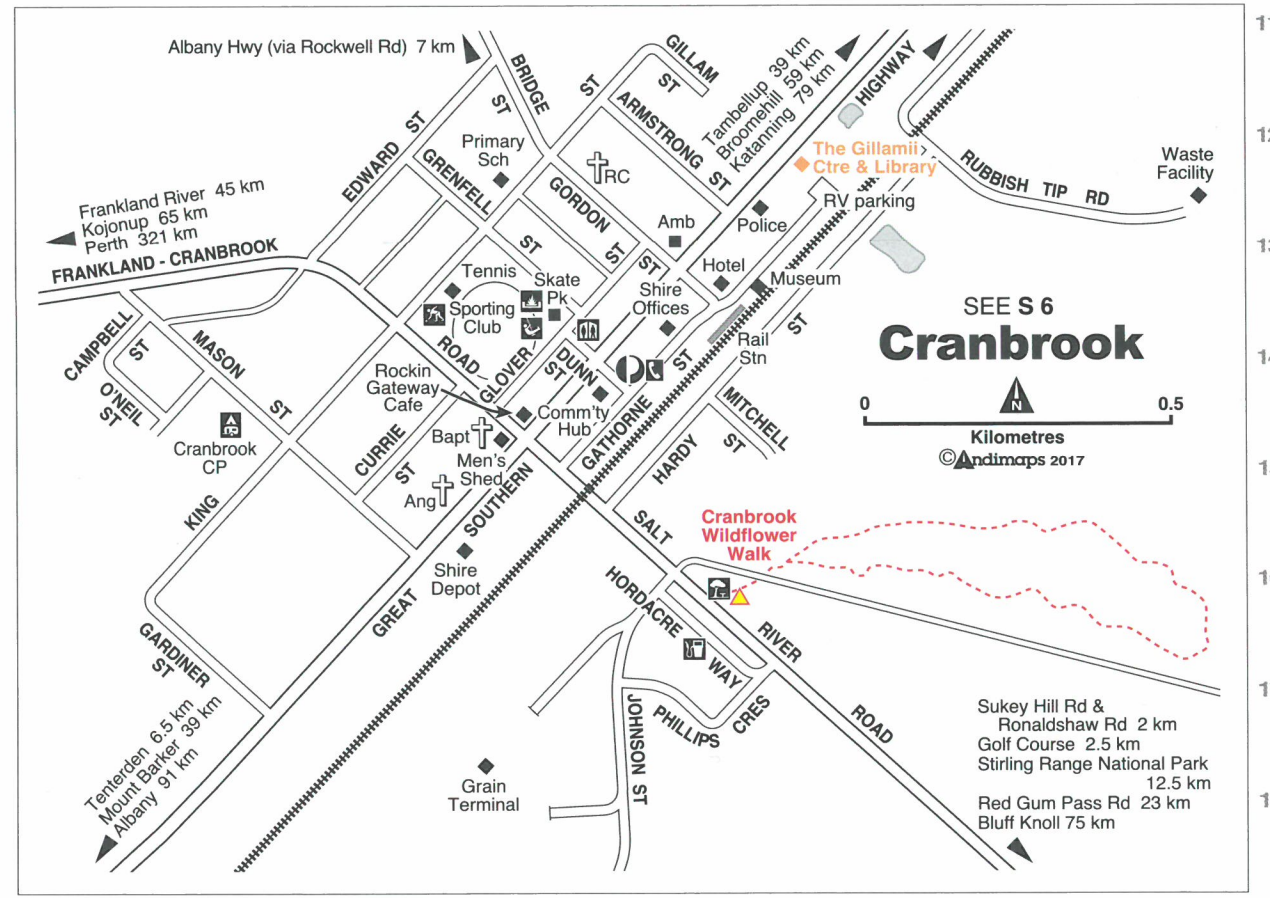 Albany Hwy (via Rockwell Rd) 7 km
BRIDGE
ST
GILLAM
ST
ST
ARMSTRONG
ST
Tambellup 39 km
Broomehill 59 km
Katanning 79 km
HIGHWAY
EDWARD ST
Primary
Sch
GRENFELL
ST
RC
GORDON
ST
The Gillamii
Ctre & Library
RV parking
RUBBISH TIP RD
Waste
Facility
Frankland River 45 km
Kojonup 65 km
Perth 321 km
FRANKLAND - CRANBROOK
ROAD
Amb
Police
ST
Hotel
Museum
Tennis
Skate
Pk
Sporting
Club
Shire
Offices
Rail
Stn
ST
SEE S 6
Cranbrook
N
0
0.5
Kilometres
© Andimaps 2017
CAMPBELL
ST
O'NEIL
ST
MASON
ST
Cranbrook
CP
Rockin
Gateway
Cafe
GLOVER
DUNN
ST
ST
Comm'ty
Hub
GATHORNE
MITCHELL
ST
HARDY
CURRIE
ST
Bapt
Men's
Shed
Ang
KING
GREAT
SOUTHERN
Shire
Depot
SALT
RIVER
ROAD
Cranbrook
Wildflower
Walk
HORDACRE
WAY
PHILLIPS
CRES
JOHNSON ST
GARDINER
ST
Tenterden 6.5 km
Mount Barker 39 km
Albany 91 km
Grain
Terminal
Sukey Hill Rd &
Ronaldshaw Rd 2 km
Golf Course 2.5 km
Stirling Range National Park
12.5 km
Red Gum Pass Rd 23 km
Bluff Knoll 75 km